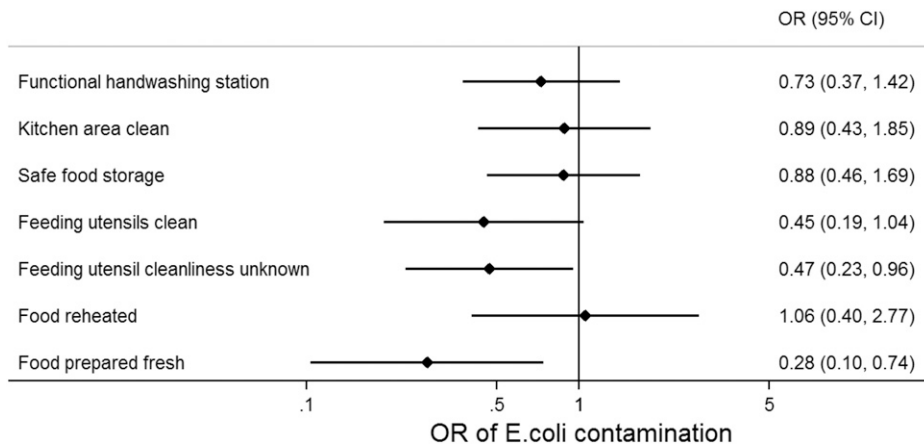 OR (95% CI)
Functional handwashing station 0.73 (0.37, 1.42)
Kitchen area clean 0.89 (0.43, 1.85)
Safe food storage 0.88 (0.46, 1.69)
Feeding utensils clean 0.45 (0.19, 1.04)
Feeding utensil cleanliness unknown 0.47 (0.23, 0.96)
Food reheated 1.06 (0.40, 2.77)
Food prepared fresh 0.28 (0.10, 0.74)
.1 .5 1 5
OR of E.coli contamination